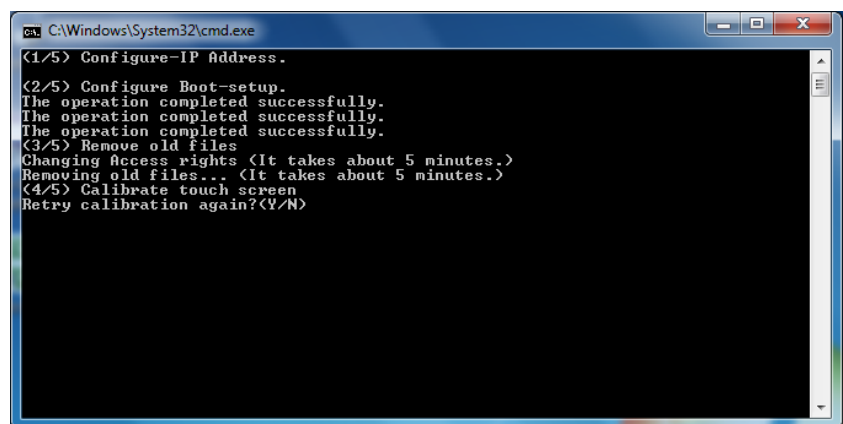 C:\Windows\System32\cmd.exe
(1/5) Configure-IP Address.
(2/5) Configure Boot-setup.
The operation completed successfully.
The operation completed successfully.
The operation completed successfully.
(3/5) Remove old files
Changing Access rights (It takes about 5 minutes.)
Removing old files... (It takes about 5 minutes.)
(4/5) Calibrate touch screen
Retry calibration again?(Y/N)